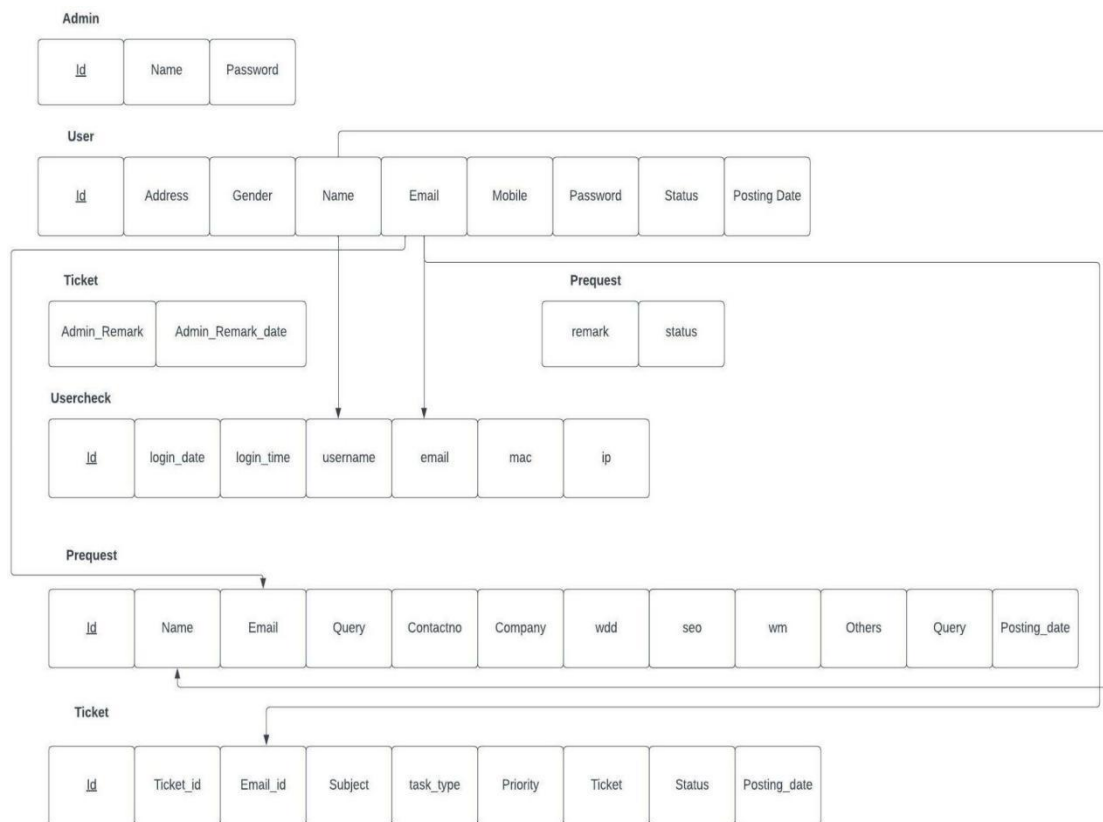 Admin
Id Name Password
User
Id Address Gender Name Email Mobile Password Status Posting Date
Ticket Prequest
Admin_Remark Admin_Remark_date remark status
Usercheck
Id login_date login_time username email mac ip
Prequest
Id Name Email Query Contactno Company wdd seo wm Others Query Posting_date
Ticket
Id Ticket_id Email_id Subject task_type Priority Ticket Status Posting_date